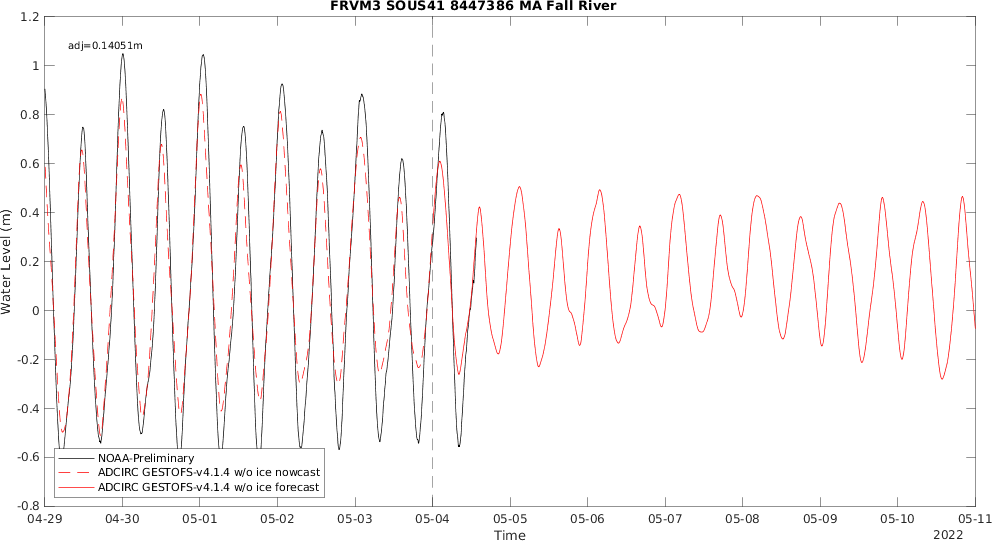 FRVM3 SOUS41 8447386 MA Fall River
adj=0.14051m
Water Level (m)
1.2
1
0.8
0.6
0.4
0.2
0
-0.2
-0.4
-0.6
-0.8
NOAA-Preliminary
ADCIRC GESTOFS-v4.1.4 w/o ice nowcast
ADCIRC GESTOFS-v4.1.4 w/o ice forecast
04-29 04-30 05-01 05-02 05-03 05-04 05-05 05-06 05-07 05-08 05-09 05-10 05-11
Time
2022